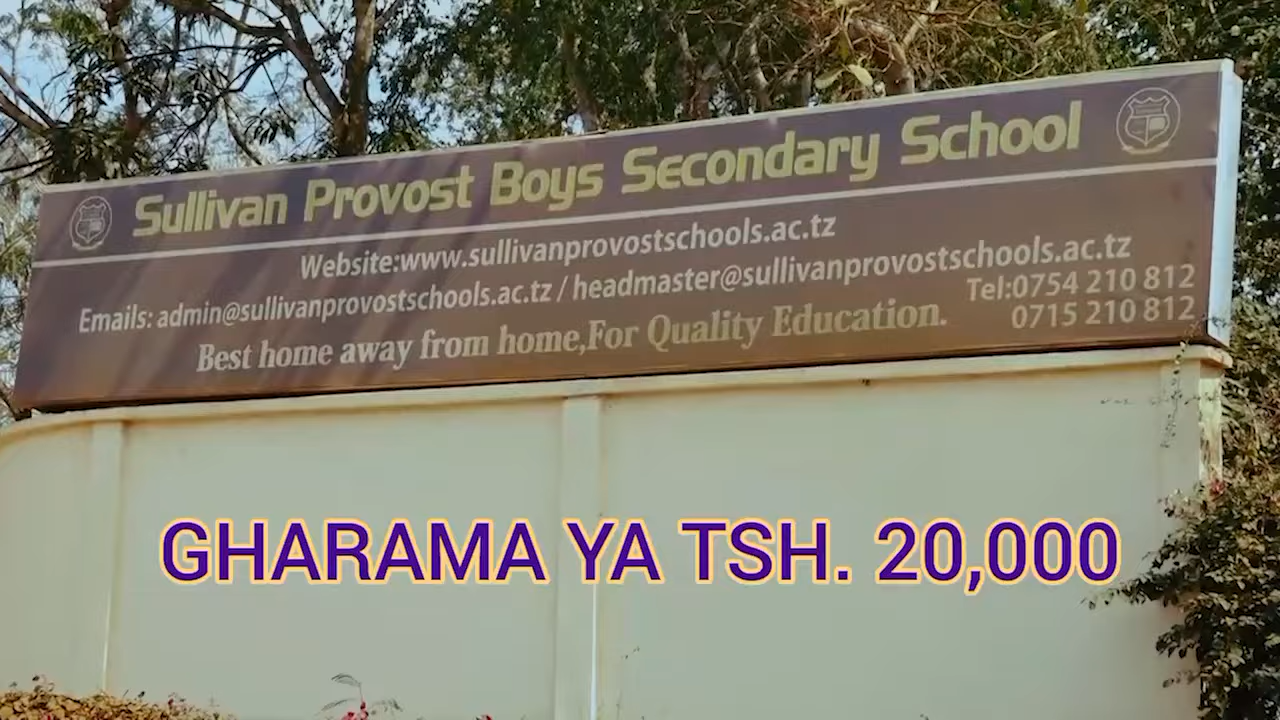 Sullivan Provost Boys Secondary School
Website:www.sullivanprovostschools.ac.tz
Emails: admin@sullivanprovostschools.ac.tz / headmaster@sullivanprovostschools.ac.tz
Best home away from home,For Quality Education.
Tel:0754 210 812
0715 210 812
GHARAMA YA TSH. 20,000